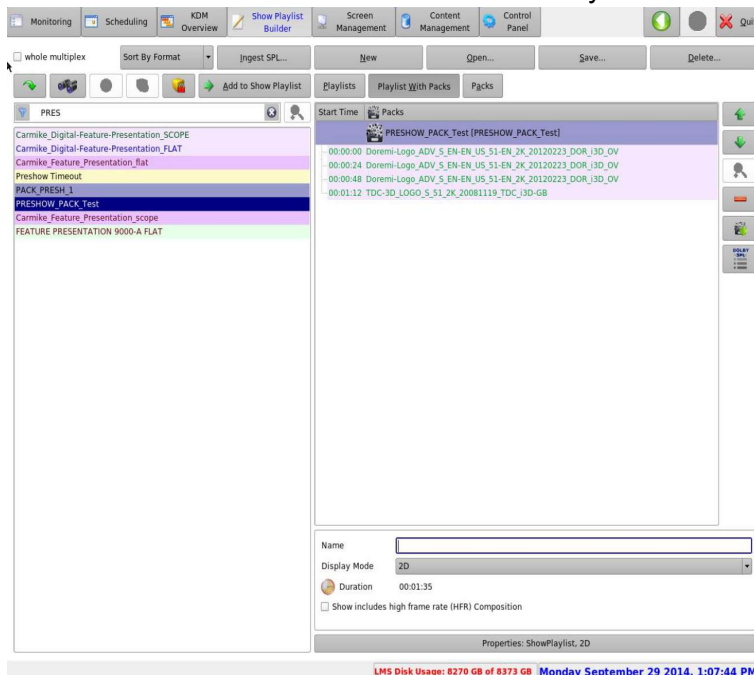 Monitoring Scheduling KDM Overview Show Playlist Builder Screen Management Content Management Control Panel Qui
whole multiplex Sort By Format Ingest SPL... New Open... Save... Delete...
Add to Show Playlist Playlists Playlist With Packs Packs
PRES Start Time Packs
Carmike_Digital-Feature-Presentation_SCOPE
Carmike_Digital-Feature-Presentation_FLAT
Carmike_Feature_Presentation_flat
Preshow Timeout
PACK_PRESH_1
PRESHOW_PACK_Test
Carmike_Feature_Presentation_scope
FEATURE PRESENTATION 9000-A FLAT
PRESHOW_PACK_Test [PRESHOW_PACK_Test]
00:00:00 Doremi-Logo_ADV_S_EN-EN_US_51-EN_2K_20120223_DOR_i3D_OV
00:00:24 Doremi-Logo_ADV_S_EN-EN_US_51-EN_2K_20120223_DOR_i3D_OV
00:00:48 Doremi-Logo_ADV_S_EN-EN_US_51-EN_2K_20120223_DOR_i3D_OV
00:01:12 TDC-3D_LOGO_S_51_2K_20081119_TDC_i3D-GB
DOLBY
SPL
Name
Display Mode 2D
Duration 00:01:35
Show includes high frame rate (HFR) Composition
Properties: ShowPlaylist, 2D
LMS Disk Usage: 8270 GB of 8373 GB Monday September 29 2014, 1:07:44 PM